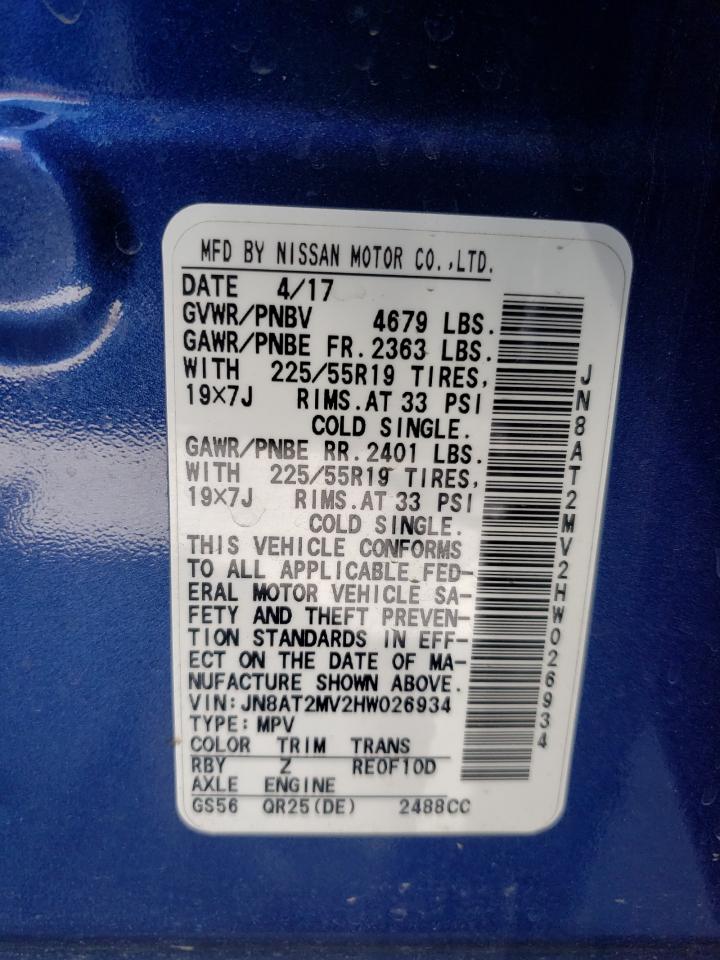 MFD BY NISSAN MOTOR CO.,LTD.
DATE 4/17
GVWR/PNBV 4679 LBS.
GAWR/PNBE FR. 2363 LBS.
WITH 225/55R19 TIRES,
19×7J RIMS.AT 33 PSI
COLD SINGLE.
GAWR/PNBE RR. 2401 LBS.
WITH 225/55R19 TIRES,
19×7J RIMS.AT 33 PSI
COLD SINGLE.
THIS VEHICLE CONFORMS
TO ALL APPLICABLE FED-
ERAL MOTOR VEHICLE SA-
FETY AND THEFT PREVEN-
TION STANDARDS IN EFF-
ECT ON THE DATE OF MA-
NUFACTURE SHOWN ABOVE.
VIN: JN8AT2MV2HW026934
TYPE: MPV
COLOR TRIM TRANS
RBY Z RE0F10D
AXLE ENGINE
GS56 QR25(DE) 2488CC
JN8AT2MV2HW026934